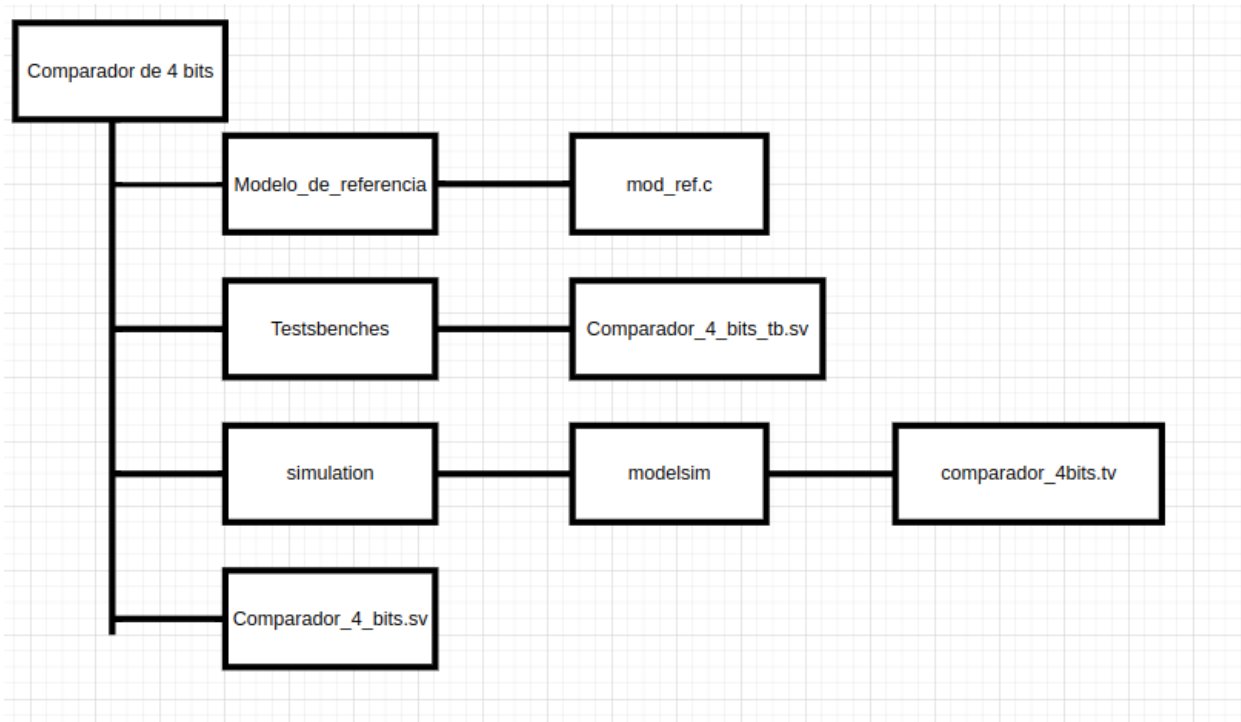 Comparador de 4 bits
Modelo_de_referencia
mod_ref.c
Testsbenches
Comparador_4_bits_tb.sv
simulation
modelsim
comparador_4bits.tv
Comparador_4_bits.sv